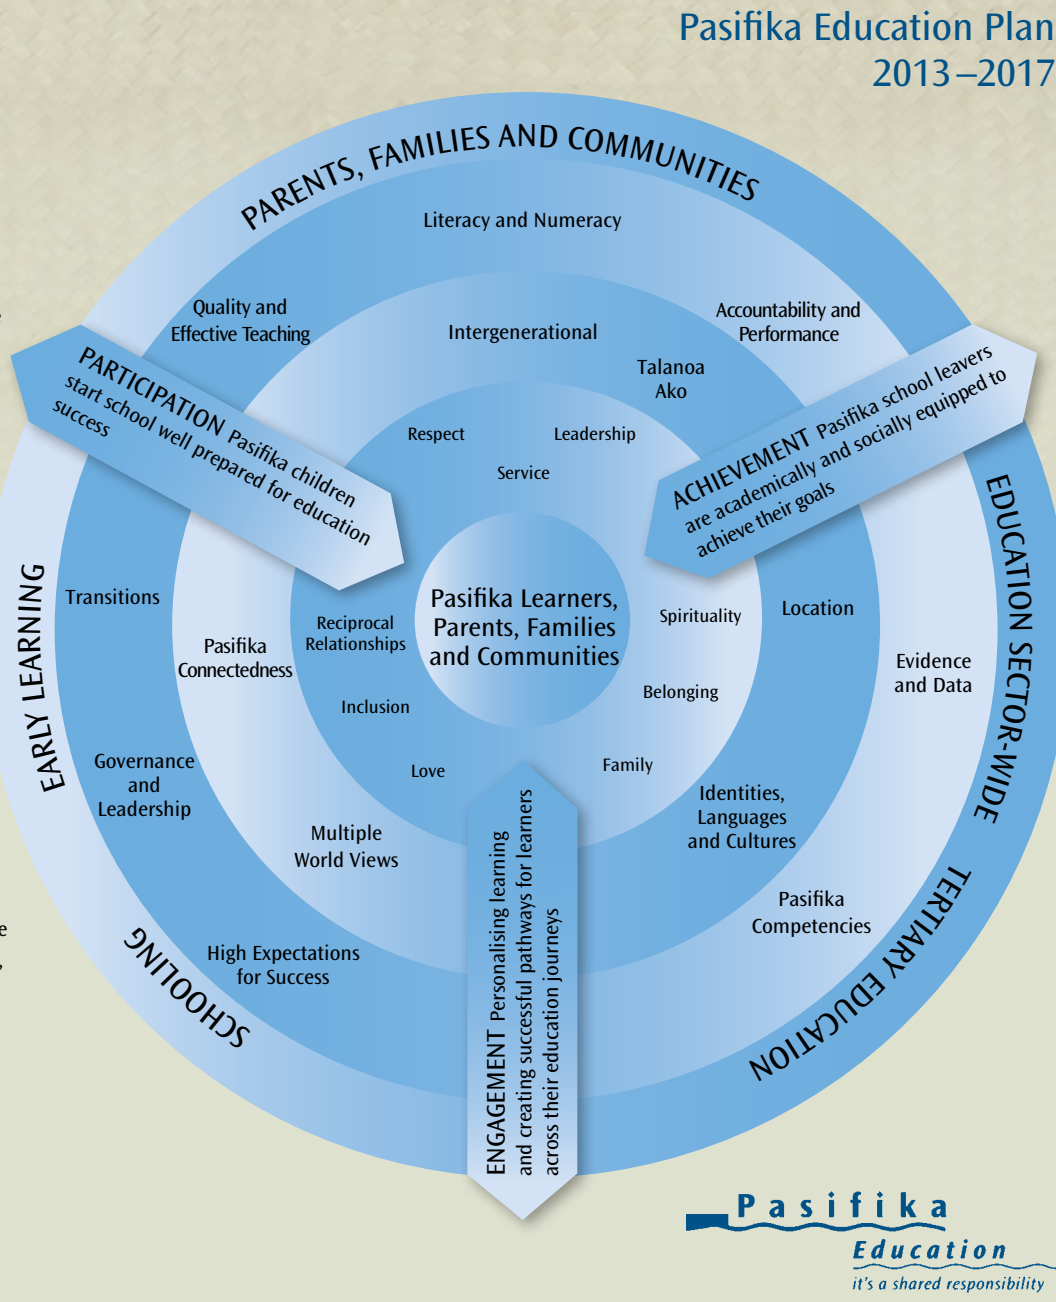 Pasifika Education Plan
2013–2017
PARENTS, FAMILIES AND COMMUNITIES
Literacy and Numeracy
Quality and
Effective Teaching
Accountability and
Performance
Intergenerational
Talanoa
Ako
PARTICIPATION Pasifika children
start school well prepared for education
success
ACHIEVEMENT Pasifika school leavers
are academically and socially equipped to
achieve their goals
Respect
Leadership
Service
EARLY LEARNING
EDUCATION SECTOR-WIDE
Transitions
Pasifika
Connectedness
Reciprocal
Relationships
Pasifika Learners,
Parents, Families
and Communities
Spirituality
Location
Evidence
and Data
Inclusion
Belonging
Love
Family
Governance
and
Leadership
Multiple
World Views
Identities,
Languages
and Cultures
Pasifika
Competencies
High Expectations
for Success
SCHOOLING
TERTIARY EDUCATION
ENGAGEMENT Personalising learning
and creating successful pathways for learners
across their education journeys
Pasifika
Education
it's a shared responsibility